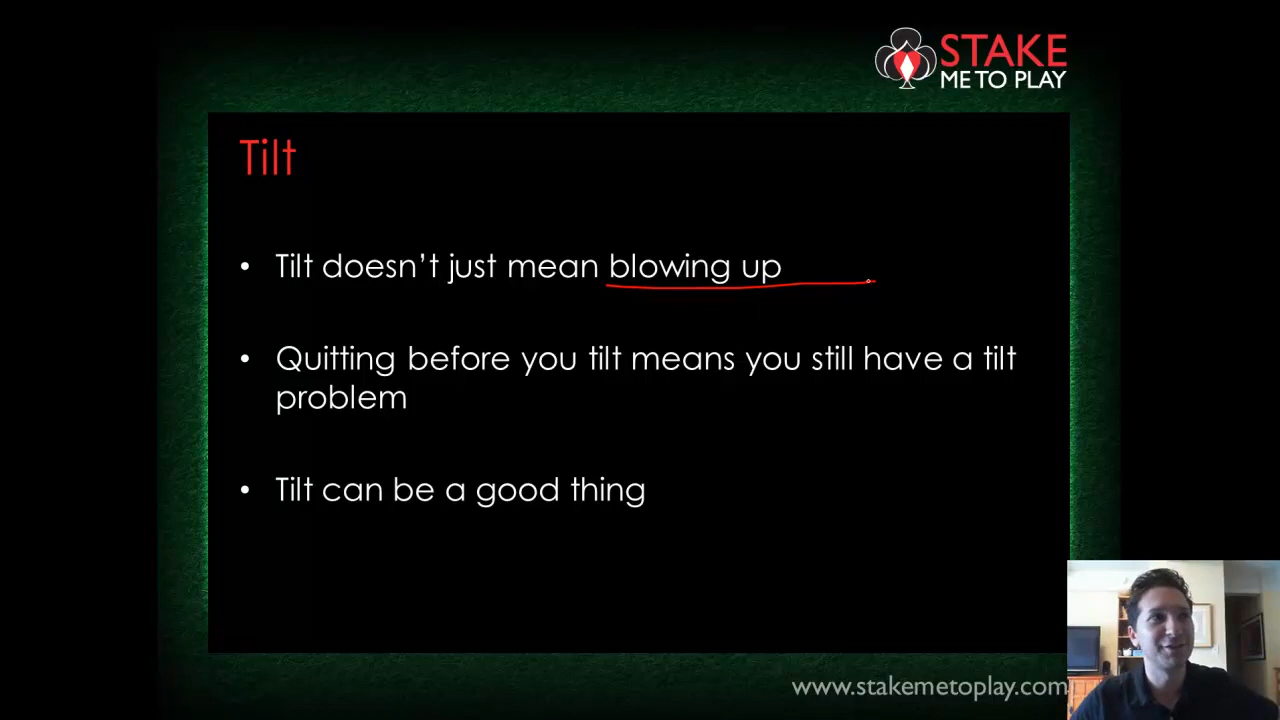 STAKE
ME TO PLAY
Tilt
• Tilt doesn’t just mean blowing up
• Quitting before you tilt means you still have a tilt
problem
• Tilt can be a good thing
www.stakemetoplay.com